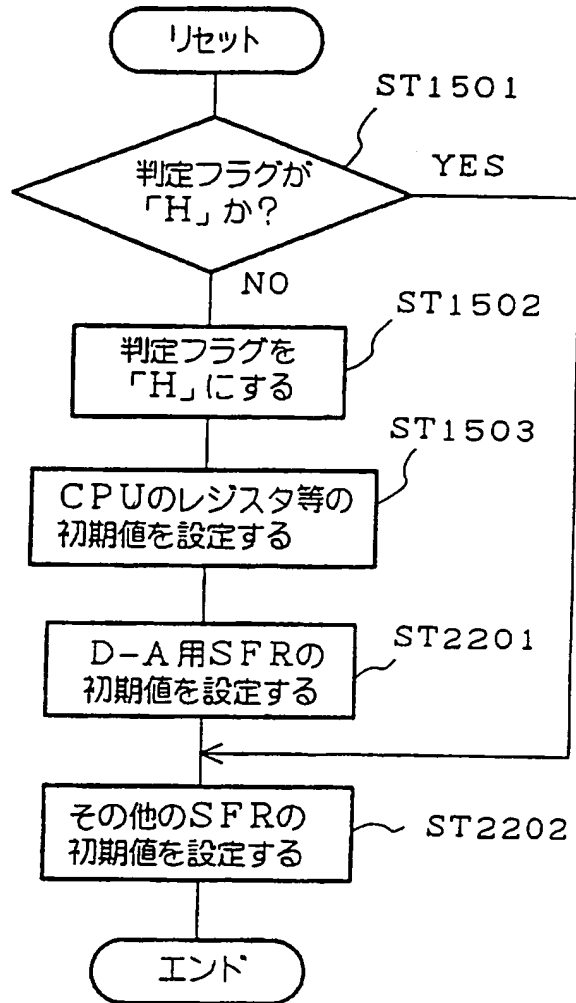 リセット
ST1501
判定フラグが
「H」か?
YES
NO
ST1502
判定フラグを
「H」にする
ST1503
CPUのレジスタ等の
初期値を設定する
ST2201
D-A用SFRの
初期値を設定する
その他のSFRの
初期値を設定する
ST2202
エンド